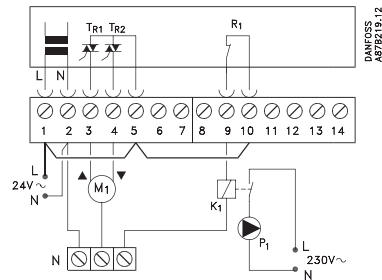 TR1 TR2 R1
L N
DANFOSS
A87B219.12
1 2 3 4 5 6 7 8 9 10 11 12 13 14
L
24V~
N
M1
K1
P1
L
230V~
N
N